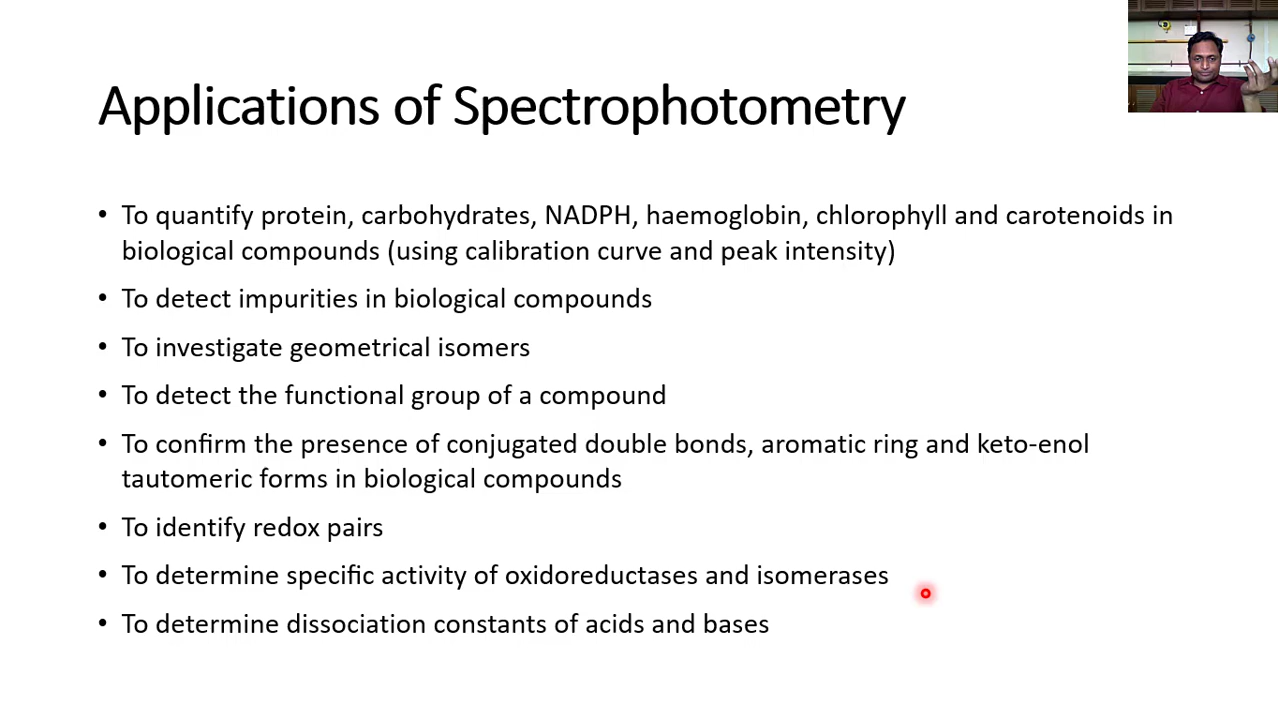 Applications of Spectrophotometry
• To quantify protein, carbohydrates, NADPH, haemoglobin, chlorophyll and carotenoids in
biological compounds (using calibration curve and peak intensity)
• To detect impurities in biological compounds
• To investigate geometrical isomers
• To detect the functional group of a compound
• To confirm the presence of conjugated double bonds, aromatic ring and keto-enol
tautomeric forms in biological compounds
• To identify redox pairs
• To determine specific activity of oxidoreductases and isomerases
• To determine dissociation constants of acids and bases